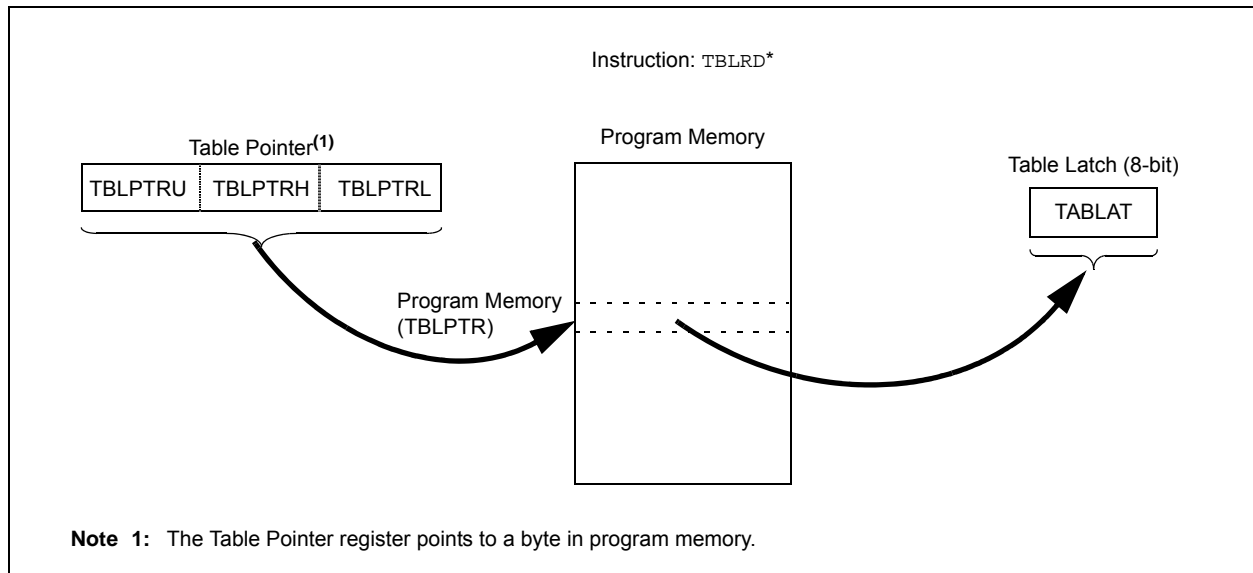 Instruction: TBLRD*
Table Pointer(1)
TBLPTRU TBLPTRH TBLPTRL
Program Memory
Table Latch (8-bit)
TABLAT
Program Memory
(TBLPTR)
Note 1: The Table Pointer register points to a byte in program memory.